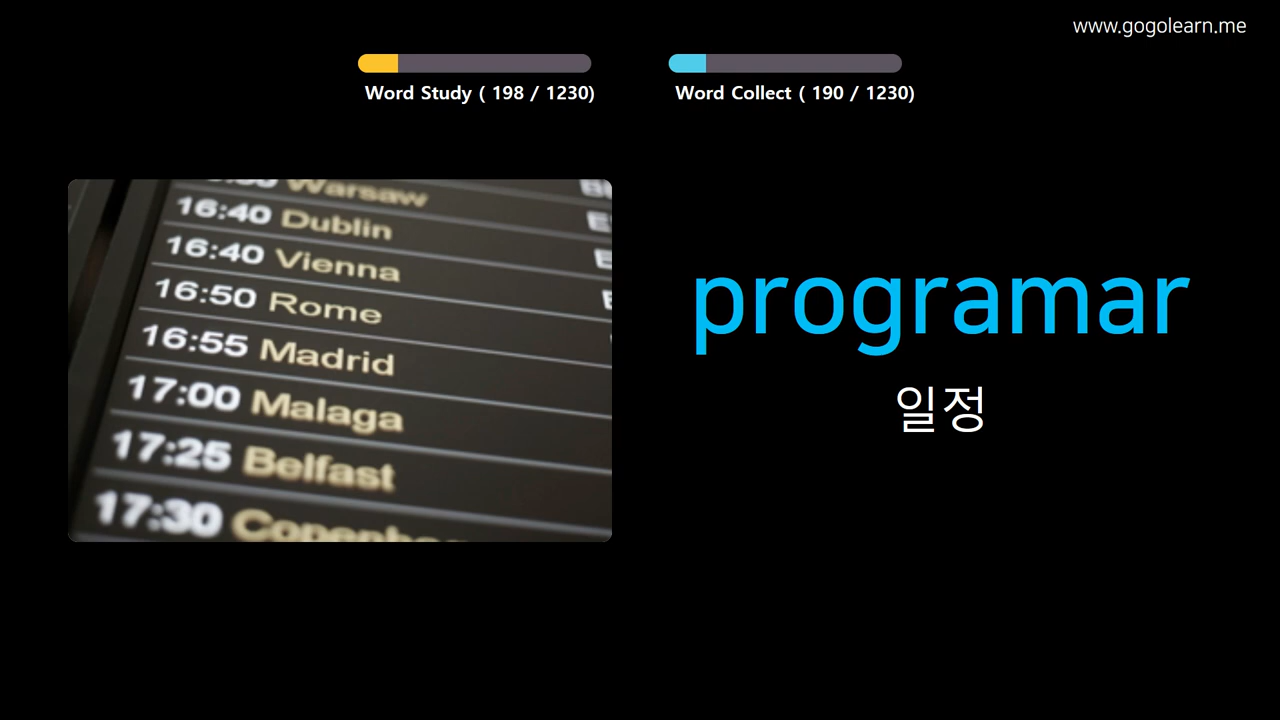 www.gogolearn.me
Word Study ( 198 / 1230)
Word Collect ( 190 / 1230)
Warsaw
16:40 Dublin
16:40 Vienna
16:50 Rome
16:55 Madrid
17:00 Malaga
17:25 Belfast
17:30
programar
일정